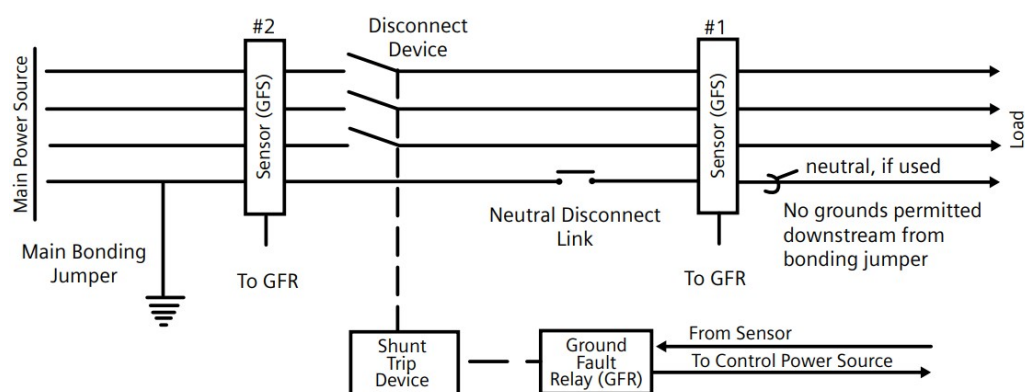 #2
Disconnect
Device
#1
Main Power Source
Sensor (GFS)
Sensor (GFS)
Load
neutral, if used
Neutral Disconnect
Link
No grounds permitted
downstream from
bonding jumper
Main Bonding
Jumper
To GFR
To GFR
Shunt
Trip
Device
Ground
Fault
Relay (GFR)
From Sensor
To Control Power Source